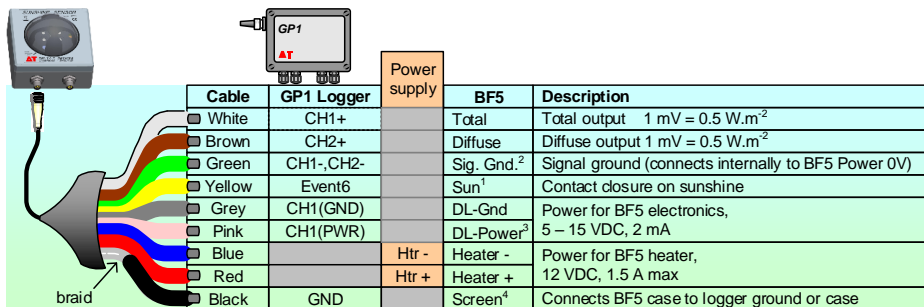 SUNSHINE SENSOR
GP1
Power supply
Cable GP1 Logger BF5 Description
White CH1+ Total Total output 1 mV = 0.5 W.m-2
Brown CH2+ Diffuse Diffuse output 1 mV = 0.5 W.m-2
Green CH1-,CH2- Sig. Gnd.2 Signal ground (connects internally to BF5 Power 0V)
Yellow Event6 Sun1 Contact closure on sunshine
Grey CH1(GND) DL-Gnd Power for BF5 electronics,
Pink CH1(PWR) DL-Power3 5 – 15 VDC, 2 mA
Blue Htr - Heater - Power for BF5 heater,
Red Htr + Heater + 12 VDC, 1.5 A max
Black GND Screen4 Connects BF5 case to logger ground or case
braid